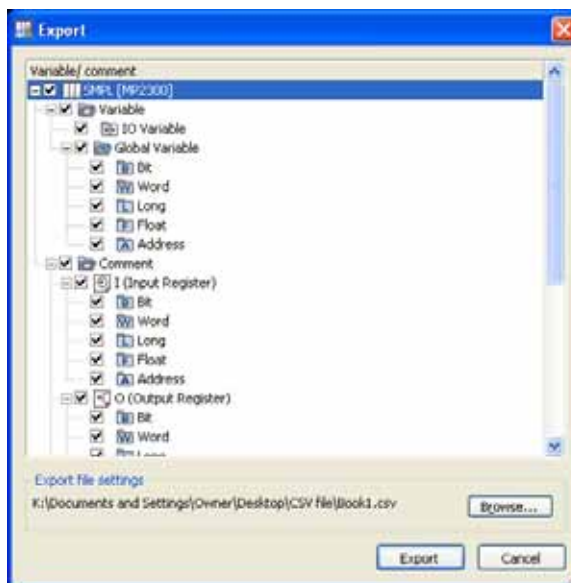 Export
Variable/ comment
SMPL [MP2300]
Variable
IO Variable
Global Variable
Bit
Word
Long
Float
Address
Comment
I (Input Register)
Bit
Word
Long
Float
Address
O (Output Register)
Bit
Word
Long
Export file settings
K:\Documents and Settings\Owner\Desktop\CSV file\Book1.csv
Browse...
Export
Cancel